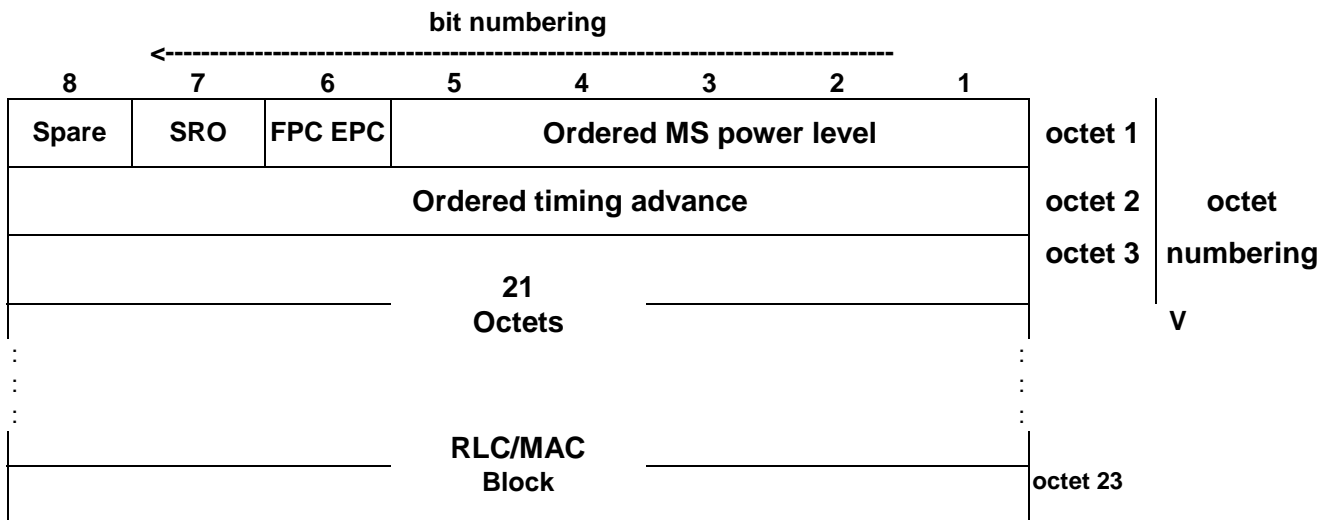 bit numbering
<---------------------------------------------------------------------------------
8 7 6 5 4 3 2 1
Spare SRO FPC EPC Ordered MS power level octet 1
Ordered timing advance octet 2 octet
octet 3 numbering
21
Octets V
: :
: :
: :
RLC/MAC
Block octet 23